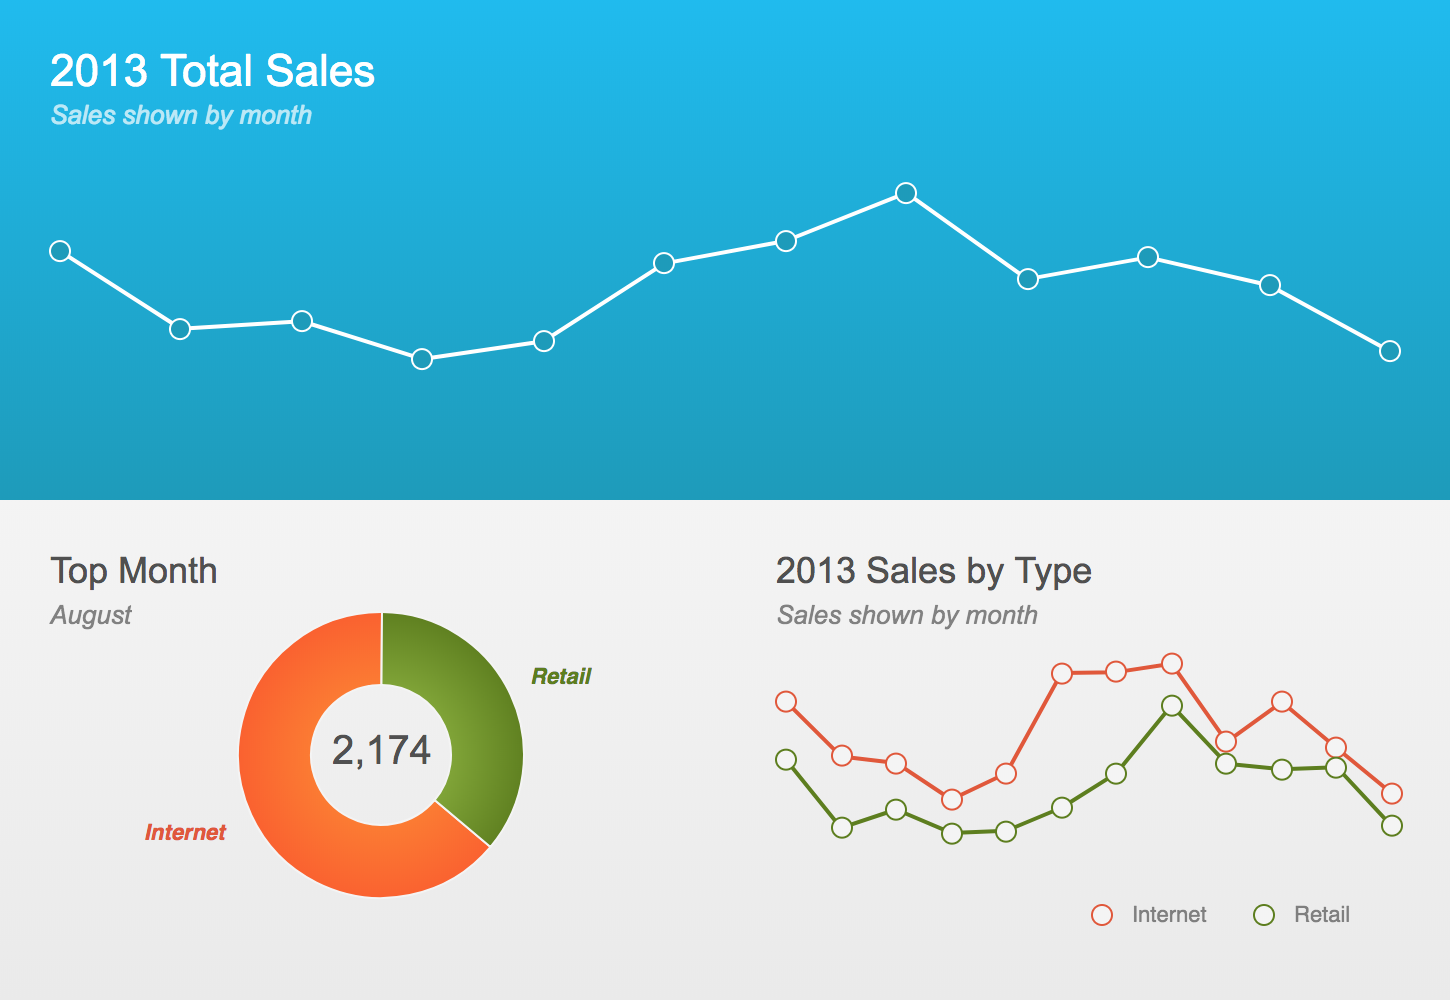 2013 Total Sales
Sales shown by month
Top Month
August
Retail
2,174
Internet
2013 Sales by Type
Sales shown by month
Internet
Retail